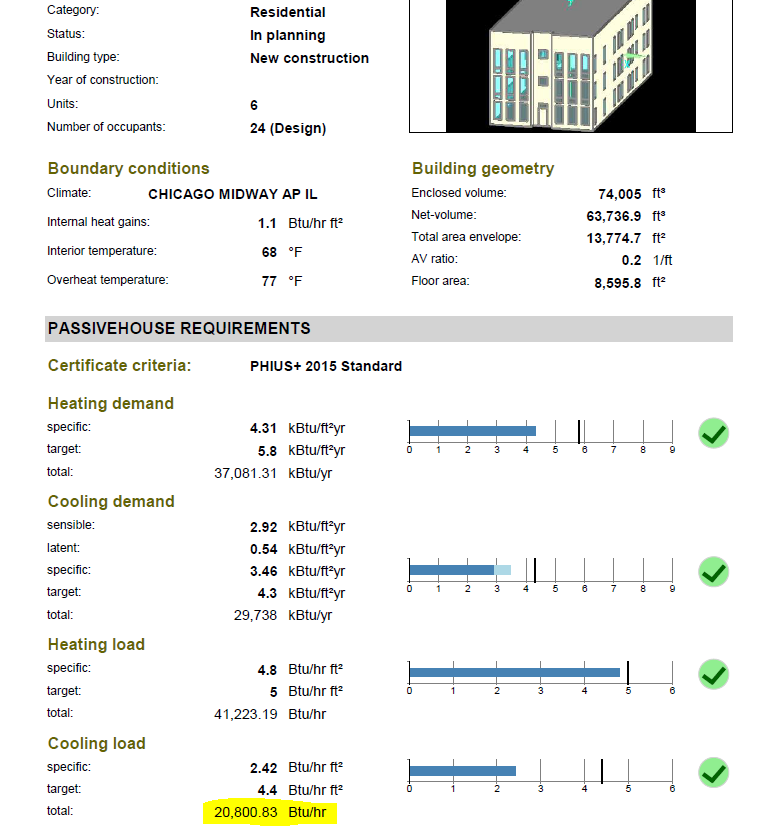 Category: Residential
Status: In planning
Building type: New construction
Year of construction:
Units: 6
Number of occupants: 24 (Design)
Boundary conditions
Climate: CHICAGO MIDWAY AP IL
Internal heat gains: 1.1 Btu/hr ft²
Interior temperature: 68 °F
Overheat temperature: 77 °F
Building geometry
Enclosed volume: 74,005 ft³
Net-volume: 63,736.9 ft³
Total area envelope: 13,774.7 ft²
AV ratio: 0.2 1/ft
Floor area: 8,595.8 ft²
PASSIVEHOUSE REQUIREMENTS
Certificate criteria: PHIUS+ 2015 Standard
Heating demand
specific: 4.31 kBtu/ft²yr
target: 5.8 kBtu/ft²yr
total: 37,081.31 kBtu/yr
0 1 2 3 4 5 6 7 8 9
Cooling demand
sensible: 2.92 kBtu/ft²yr
latent: 0.54 kBtu/ft²yr
specific: 3.46 kBtu/ft²yr
target: 4.3 kBtu/ft²yr
total: 29,738 kBtu/yr
0 1 2 3 4 5 6 7 8 9
Heating load
specific: 4.8 Btu/hr ft²
target: 5 Btu/hr ft²
total: 41,223.19 Btu/hr
0 1 2 3 4 5 6
Cooling load
specific: 2.42 Btu/hr ft²
target: 4.4 Btu/hr ft²
total: 20,800.83 Btu/hr
0 1 2 3 4 5 6